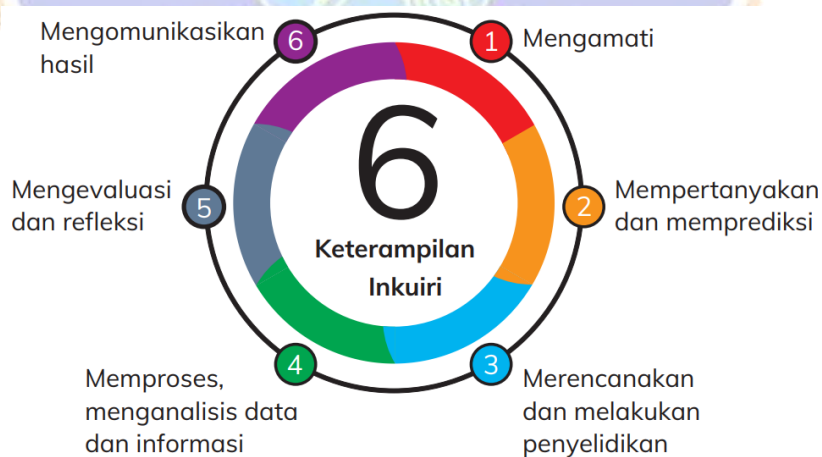 6
Keterampilan
Inkuiri
1
Mengamati
2
Mempertanyakan
dan memprediksi
3
Merencanakan
dan melakukan
penyelidikan
4
Memproses,
menganalisis data
dan informasi
5
Mengevaluasi
dan refleksi
6
Mengomunikasikan
hasil